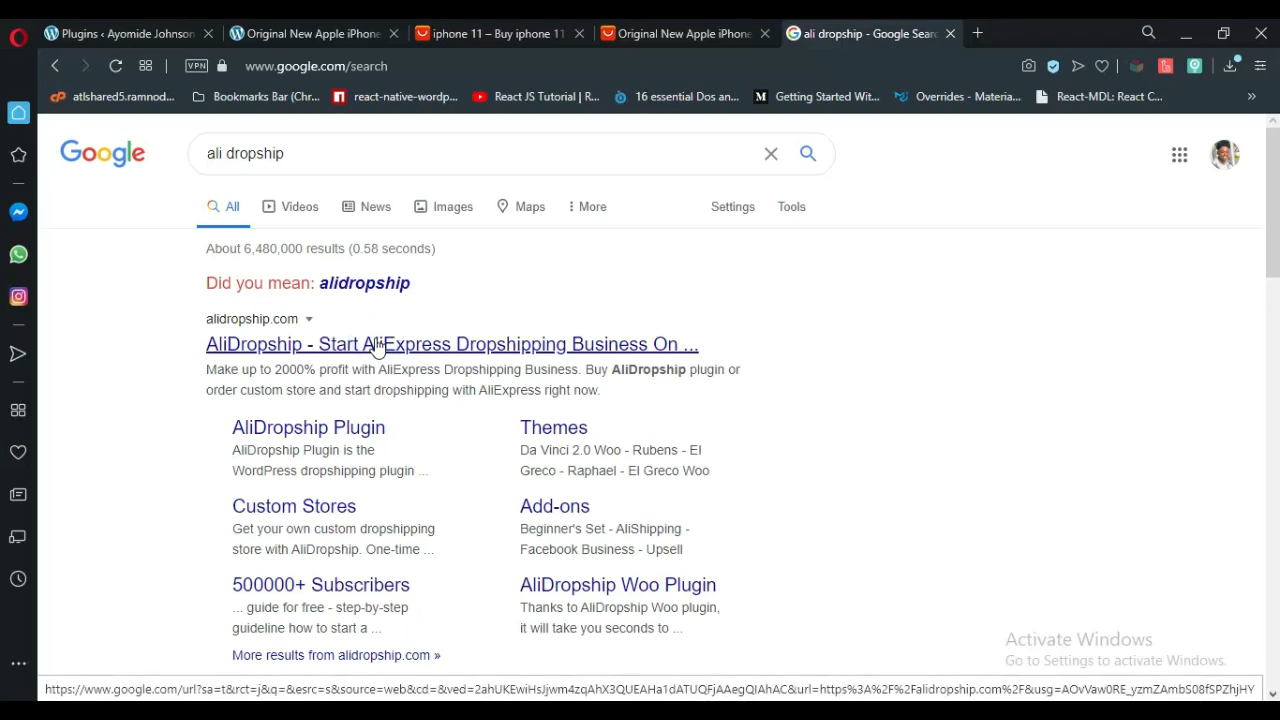 Plugins ‹ Ayomide Johnson
Original New Apple iPhone
iphone 11 – Buy iphone 11
Original New Apple iPhone
ali dropship - Google Sear
VPN
www.google.com/search
atlshared5.ramnod...
Bookmarks Bar (Chr...
react-native-wordp...
React JS Tutorial | R...
16 essential Dos an...
Getting Started Wit...
Overrides - Materia...
React-MDL: React C...
»
Google
ali dropship
All
Videos
News
Images
Maps
More
Settings
Tools
About 6,480,000 results (0.58 seconds)
Did you mean: alidropship
alidropship.com
AliDropship - Start AliExpress Dropshipping Business On ...
Make up to 2000% profit with AliExpress Dropshipping Business. Buy AliDropship plugin or
order custom store and start dropshipping with AliExpress right now.
AliDropship Plugin
AliDropship Plugin is the
WordPress dropshipping plugin ...
Themes
Da Vinci 2.0 Woo - Rubens - El
Greco - Raphael - El Greco Woo
Custom Stores
Get your own custom dropshipping
store with AliDropship. One-time ...
Add-ons
Beginner's Set - AliShipping -
Facebook Business - Upsell
500000+ Subscribers
... guide for free - step-by-step
guideline how to start a ...
AliDropship Woo Plugin
Thanks to AliDropship Woo plugin,
it will take you seconds to ...
More results from alidropship.com »
Activate Windows
Go to Settings to activate Windows.
https://www.google.com/url?sa=t&rct=j&q=&esrc=s&source=web&cd=&ved=2ahUKEwiHsJjwm4zqAhX3QUEAHa1dATUQFjAAegQIAhAC&url=https%3A%2F%2Falidropship.com%2F&usg=AOvVaw0RE_yzmZAmbS08fSPZhjHY